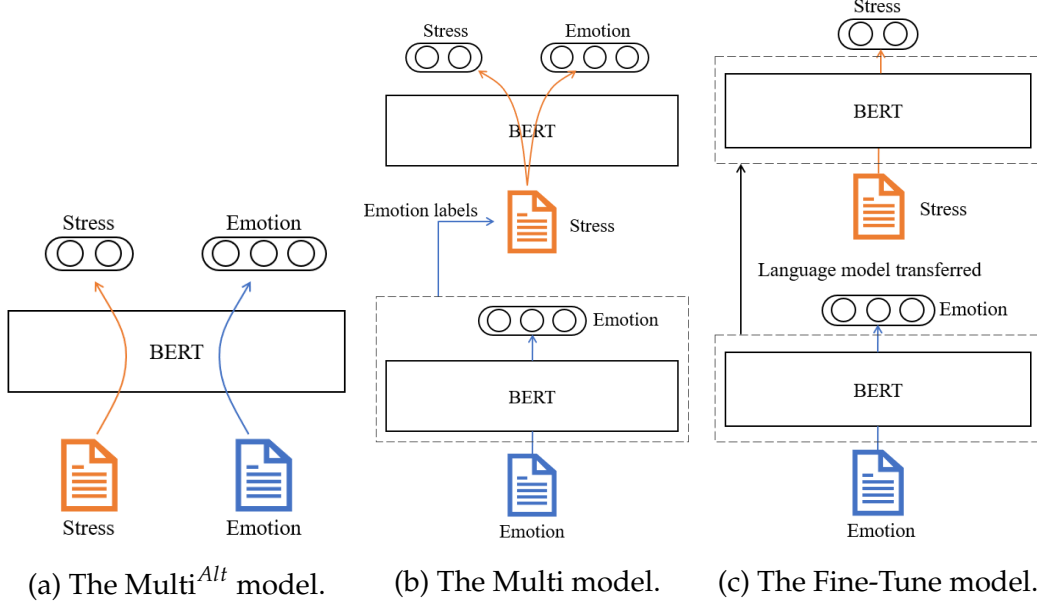 Stress Emotion
BERT
Stress Emotion
(a) The Multi^Alt model.
Stress Emotion
BERT
Emotion labels
Stress
Emotion
BERT
Emotion
(b) The Multi model.
Stress
BERT
Stress
Language model transferred
Emotion
BERT
Emotion
(c) The Fine-Tune model.